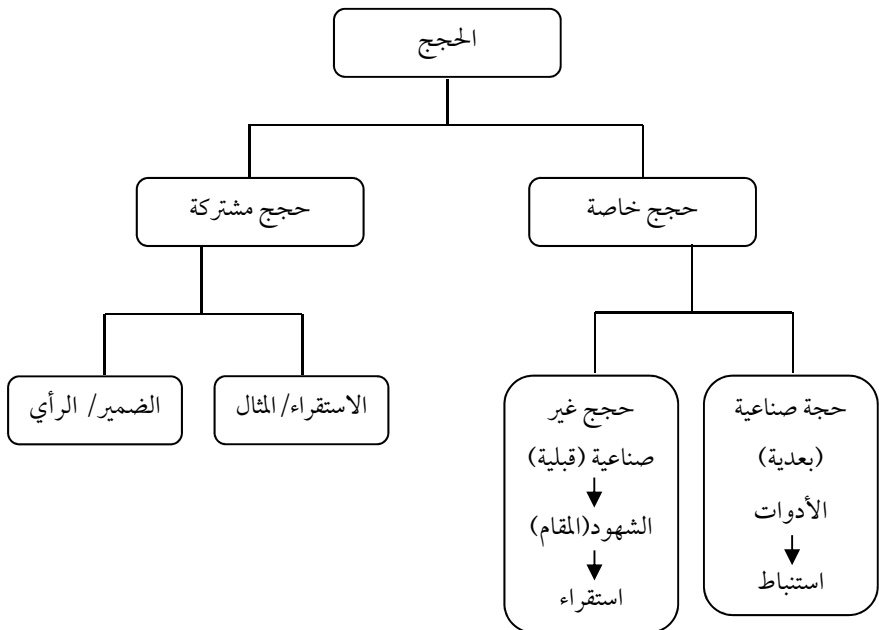 الحجج
حجج خاصة
حجج مشتركة
حجة صناعية
(بعدية)
الأدوات
استنباط
حجج غير
صناعية (قبلية)
الشهود(المقام)
استقراء
الاستقراء/المثال
الضمير/ الرأي